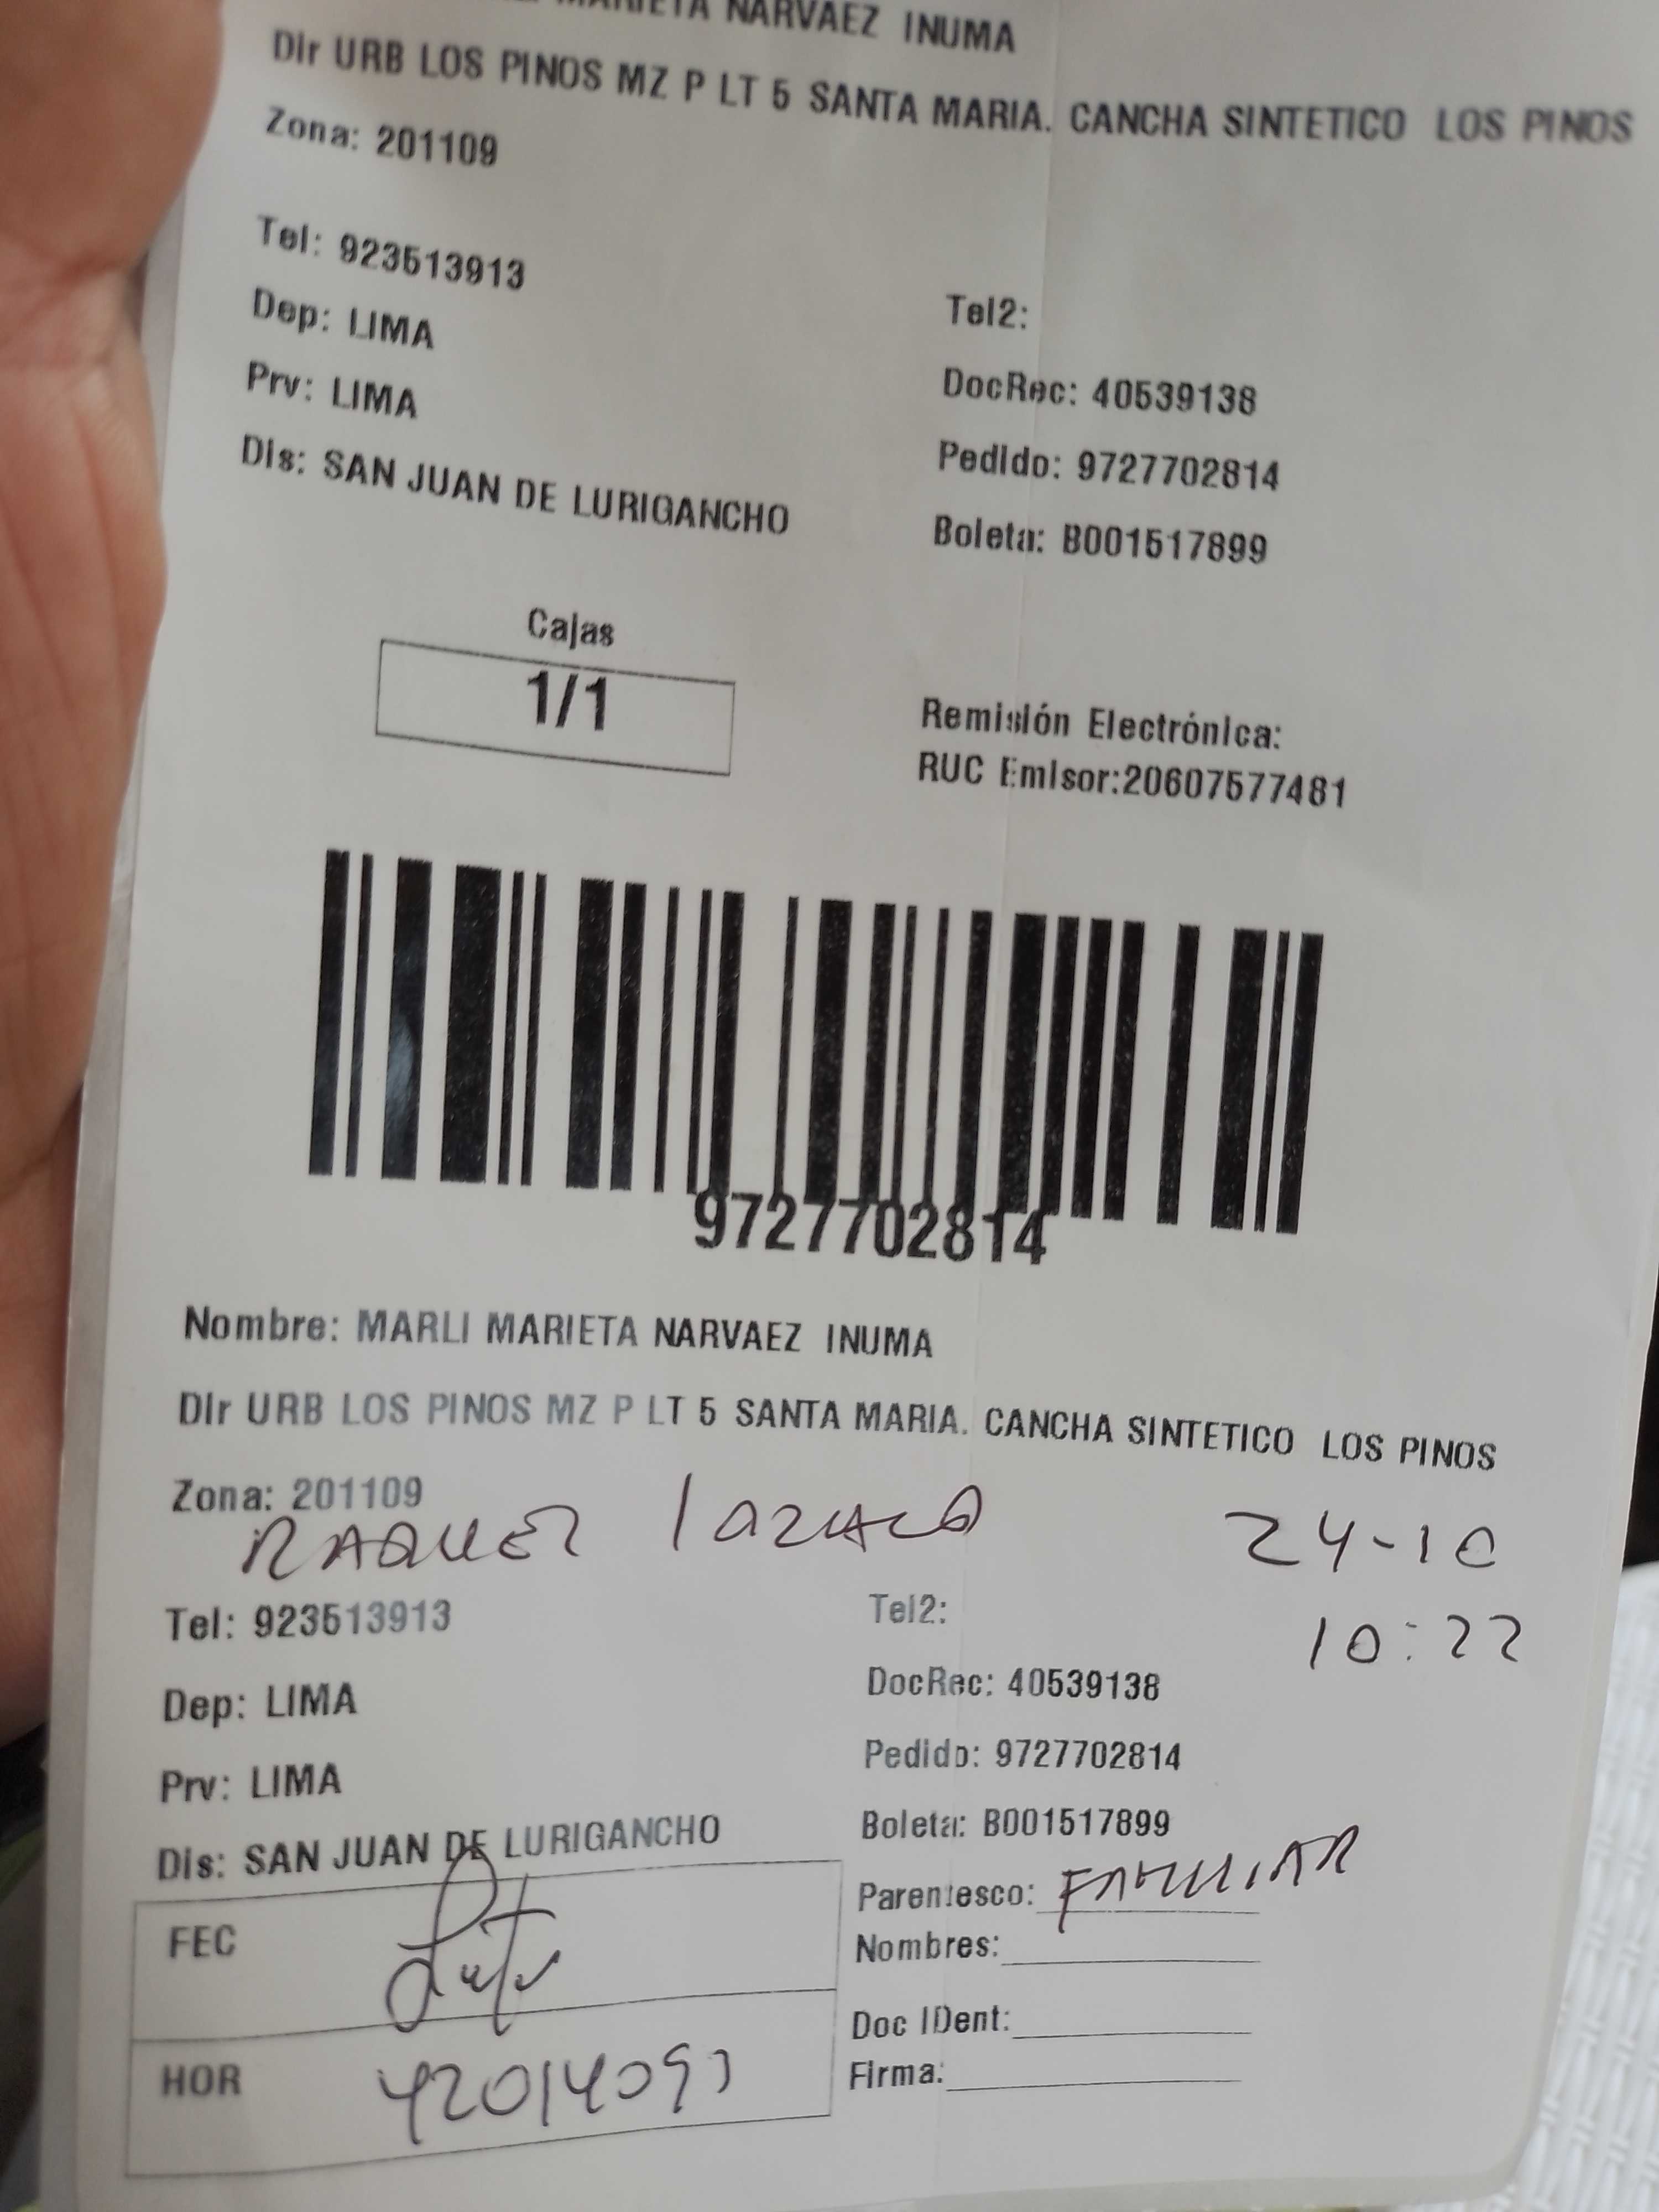 MARIETA NARVAEZ INUMA
Dir URB LOS PINOS MZ P LT 5 SANTA MARIA. CANCHA SINTETICO LOS PINOS
Zona: 201109
Tel: 923513913
Tel2:
Dep: LIMA
DocRec: 40539138
Prv: LIMA
Pedido: 9727702814
Dis: SAN JUAN DE LURIGANCHO
Boleta: B001517899
Cajas
1/1
Remisión Electrónica:
RUC Emisor:20607577481
9727702814
Nombre: MARLI MARIETA NARVAEZ INUMA
Dir URB LOS PINOS MZ P LT 5 SANTA MARIA. CANCHA SINTETICO LOS PINOS
Zona: 201109
RAQUEL 24-10
Tel: 923513913
Tel2:
10:22
Dep: LIMA
DocRec: 40539138
Prv: LIMA
Pedido: 9727702814
Dis: SAN JUAN DE LURIGANCHO
Boleta: B001517899
Parentesco: FAMILIAR
FEC
Nombres:
Doc IDent:
HOR 42014093
Firma: